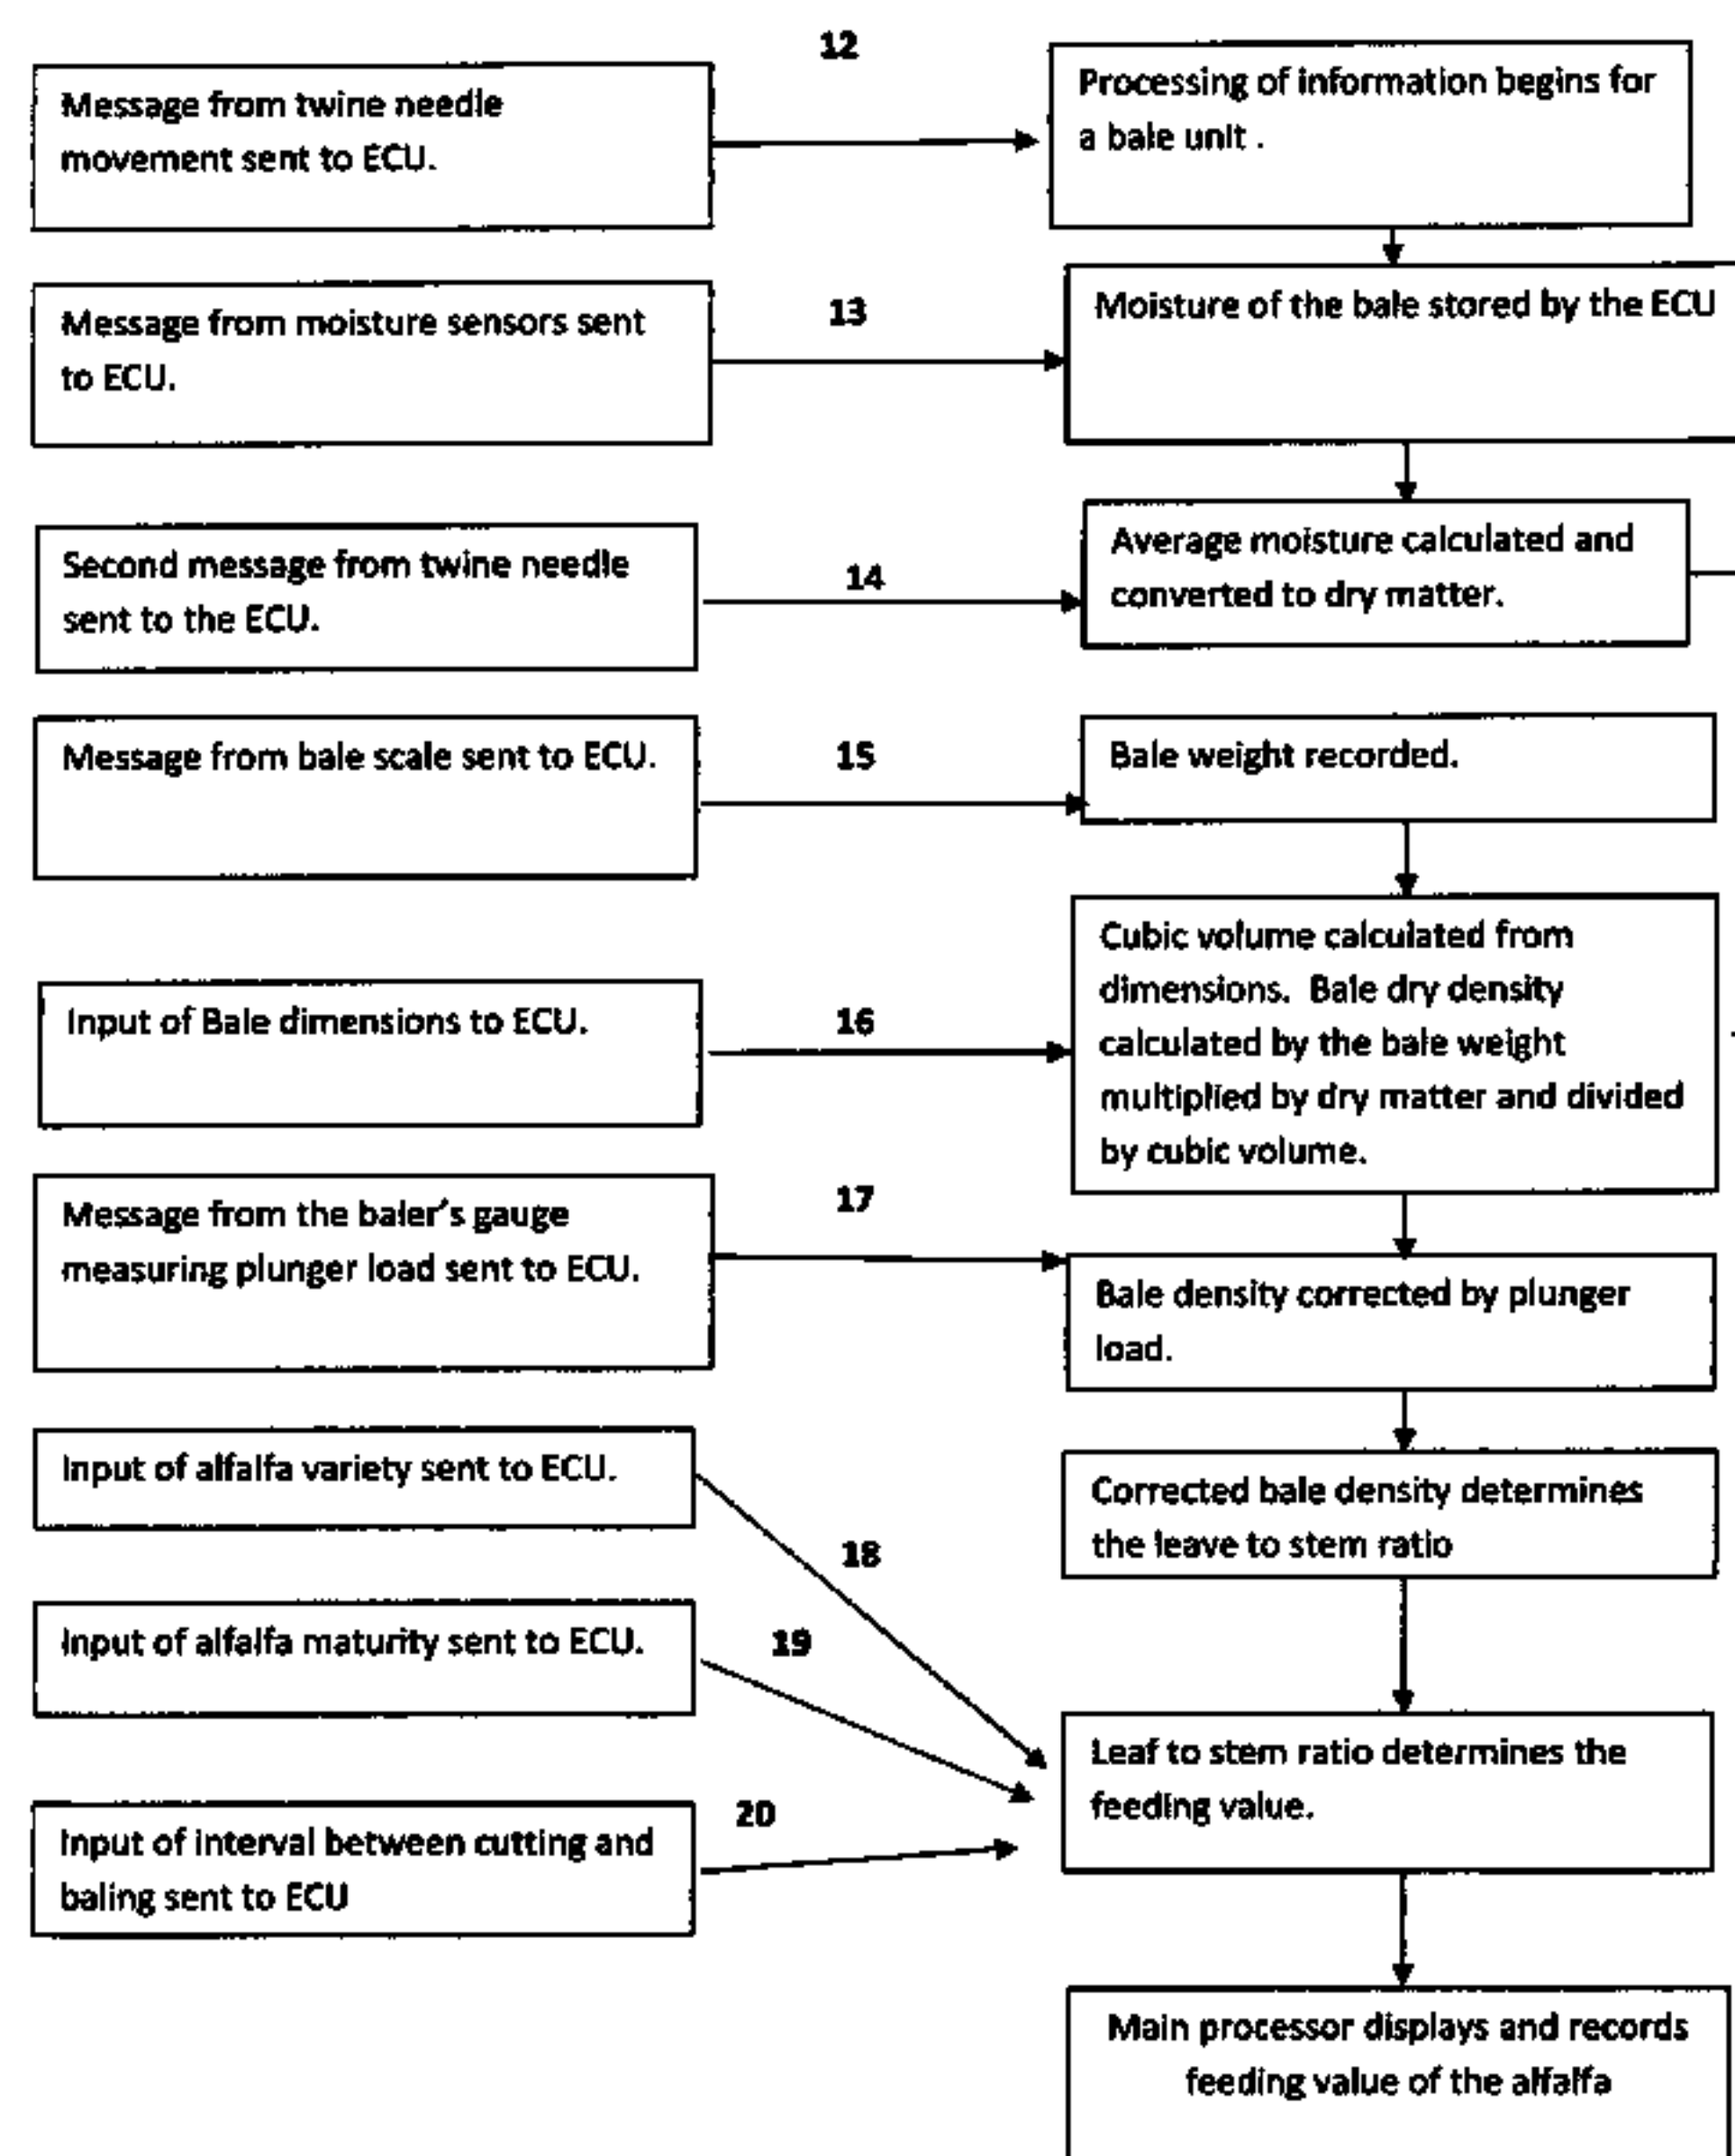 12
Message from twine needle
movement sent to ECU.
Processing of information begins for
a bale unit .
Message from moisture sensors sent
to ECU.
13
Moisture of the bale stored by the ECU
Second message from twine needle
sent to the ECU.
14
Average moisture calculated and
converted to dry matter.
Message from bale scale sent to ECU.
15
Bale weight recorded.
Input of Bale dimensions to ECU.
16
Cubic volume calculated from
dimensions. Bale dry density
calculated by the bale weight
multiplied by dry matter and divided
by cubic volume.
Message from the baler's gauge
measuring plunger load sent to ECU.
17
Bale density corrected by plunger
load.
Input of alfalfa variety sent to ECU.
18
Corrected bale density determines
the leave to stem ratio
Input of alfalfa maturity sent to ECU.
19
Leaf to stem ratio determines the
feeding value.
Input of interval between cutting and
baling sent to ECU
20
Main processor displays and records
feeding value of the alfalfa